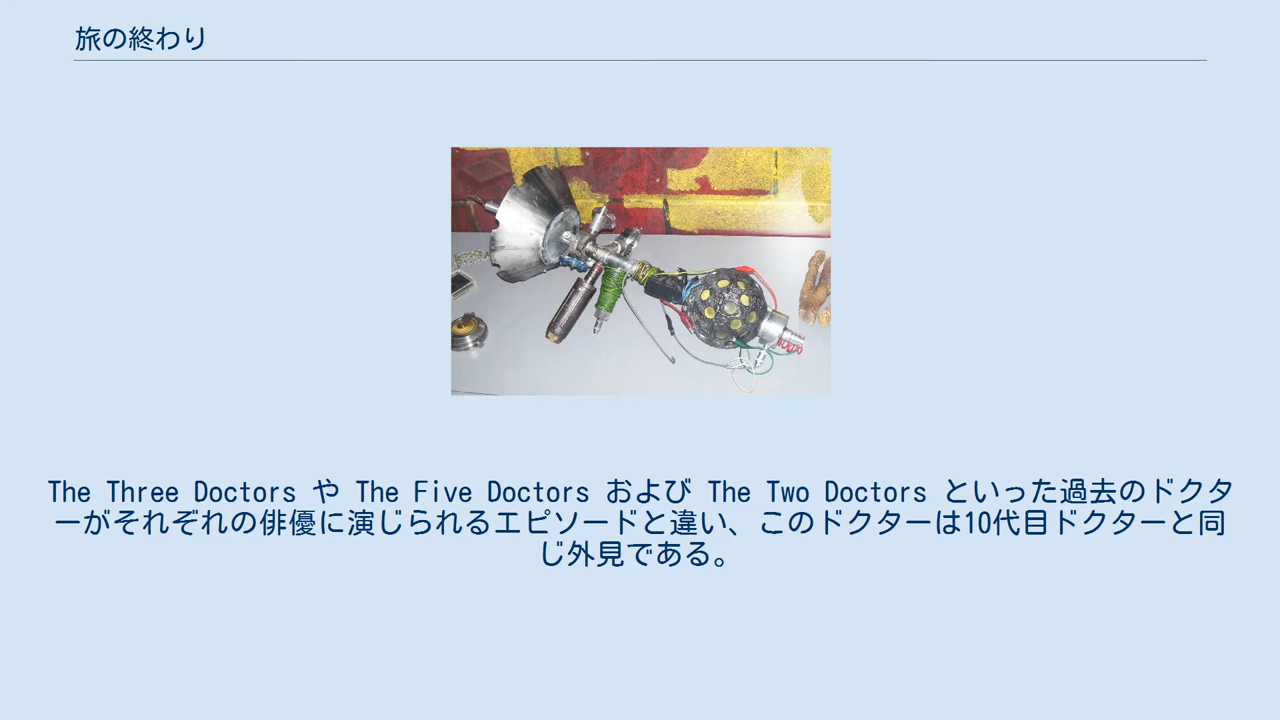 旅の終わり
The Three Doctors や The Five Doctors および The Two Doctors といった過去のドクタ
ーがそれぞれの俳優に演じられるエピソードと違い、このドクターは10代目ドクターと同
じ外見である。